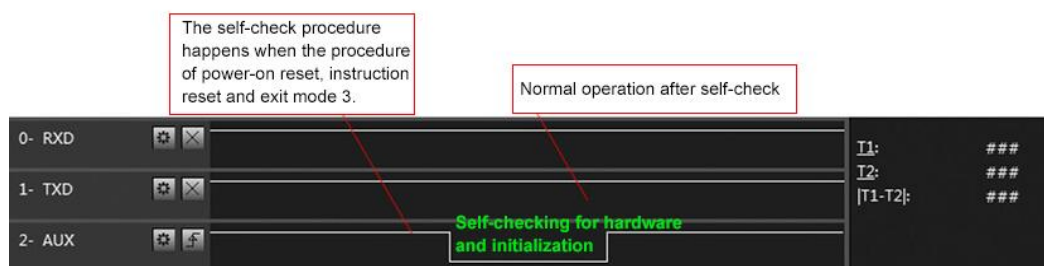 The self-check procedure
happens when the procedure
of power-on reset, instruction
reset and exit mode 3.
Normal operation after self-check
0- RXD
T1: ###
T2: ###
1- TXD
|T1-T2|: ###
Self-checking for hardware
and initialization
2- AUX